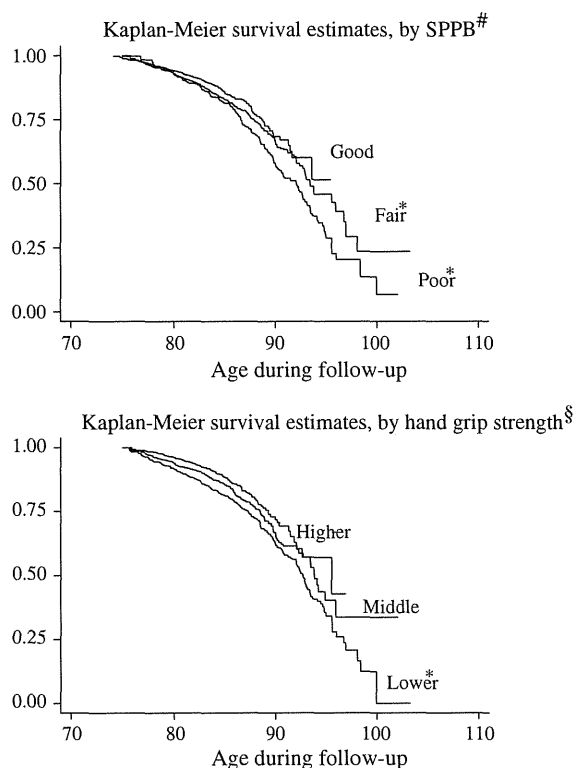 Kaplan-Meier survival estimates, by SPPB#
1.00
0.75
0.50
0.25
0.00
Good
Fair*
Poor*
70 80 90 100 110
Age during follow-up
Kaplan-Meier survival estimates, by hand grip strength§
1.00
0.75
0.50
0.25
0.00
Higher
Middle
Lower*
70 80 90 100 110
Age during follow-up